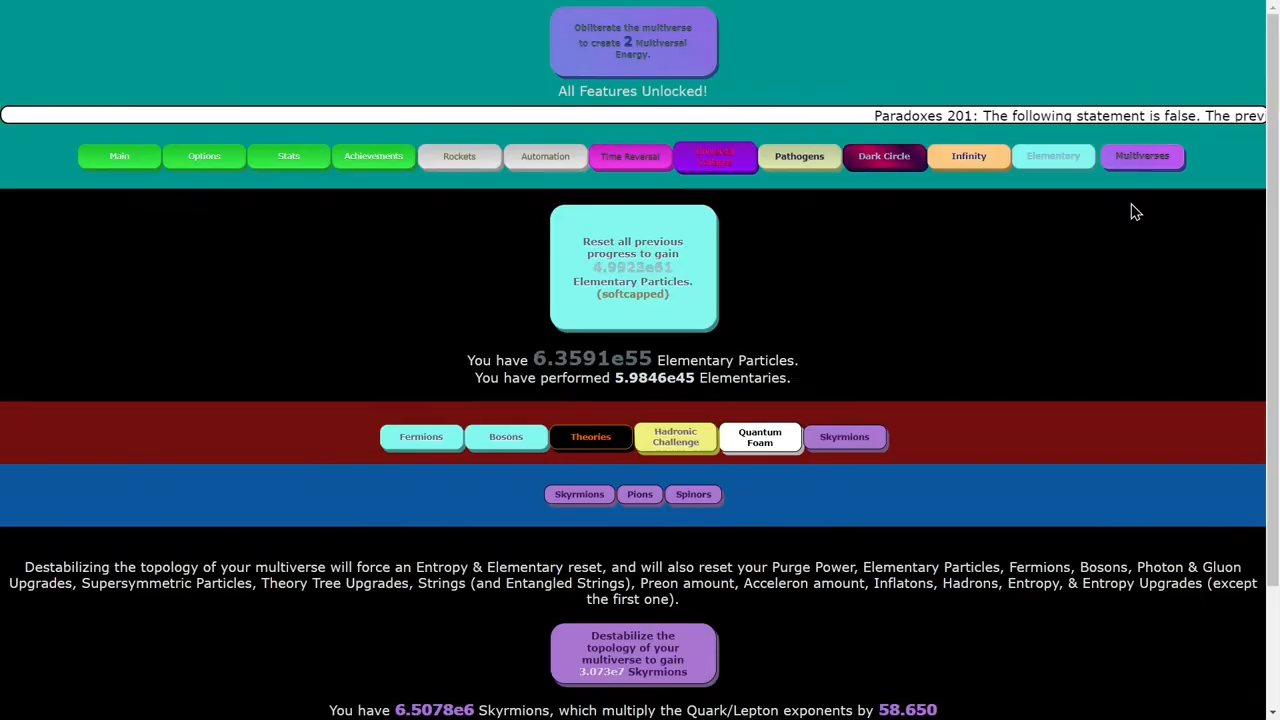 Obliterate the multiverse
to create 2 Multiversal
Energy.
All Features Unlocked!
Paradoxes 201: The following statement is false. The prev
Main Options Stats Achievements Rockets Automation Time Reversal Pathogens Dark Circle Infinity Elementary Multiverses
Reset all previous
progress to gain
4.9923e61
Elementary Particles.
(softcapped)
You have 6.3591e55 Elementary Particles.
You have performed 5.9846e45 Elementaries.
Fermions Bosons Theories Hadronic Challenge Quantum Foam Skyrmions
Skyrmions Pions Spinors
Destabilizing the topology of your multiverse will force an Entropy & Elementary reset, and will also reset your Purge Power, Elementary Particles, Fermions, Bosons, Photon & Gluon
Upgrades, Supersymmetric Particles, Theory Tree Upgrades, Strings (and Entangled Strings), Preon amount, Acceleron amount, Inflatons, Hadrons, Entropy, & Entropy Upgrades (except
the first one).
Destabilize the
topology of your
multiverse to gain
3.073e7 Skyrmions
You have 6.5078e6 Skyrmions, which multiply the Quark/Lepton exponents by 58.650